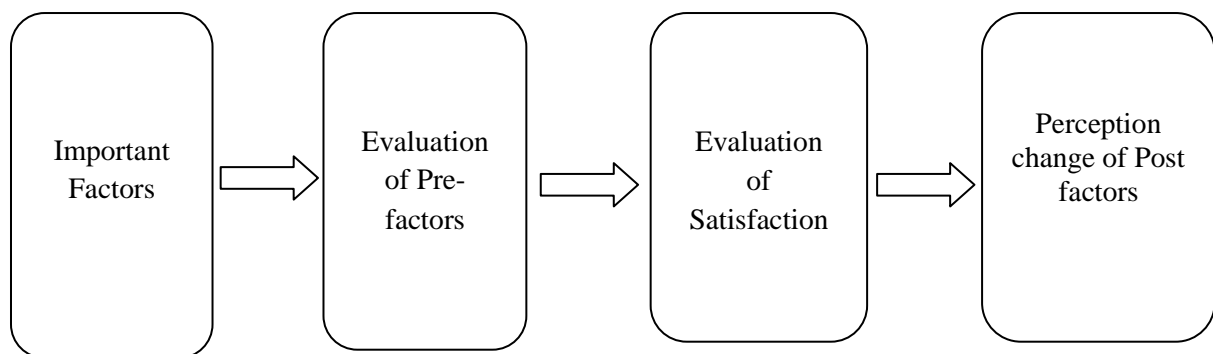 Important
Factors
Evaluation
of Pre-
factors
Evaluation
of
Satisfaction
Perception
change of Post
factors